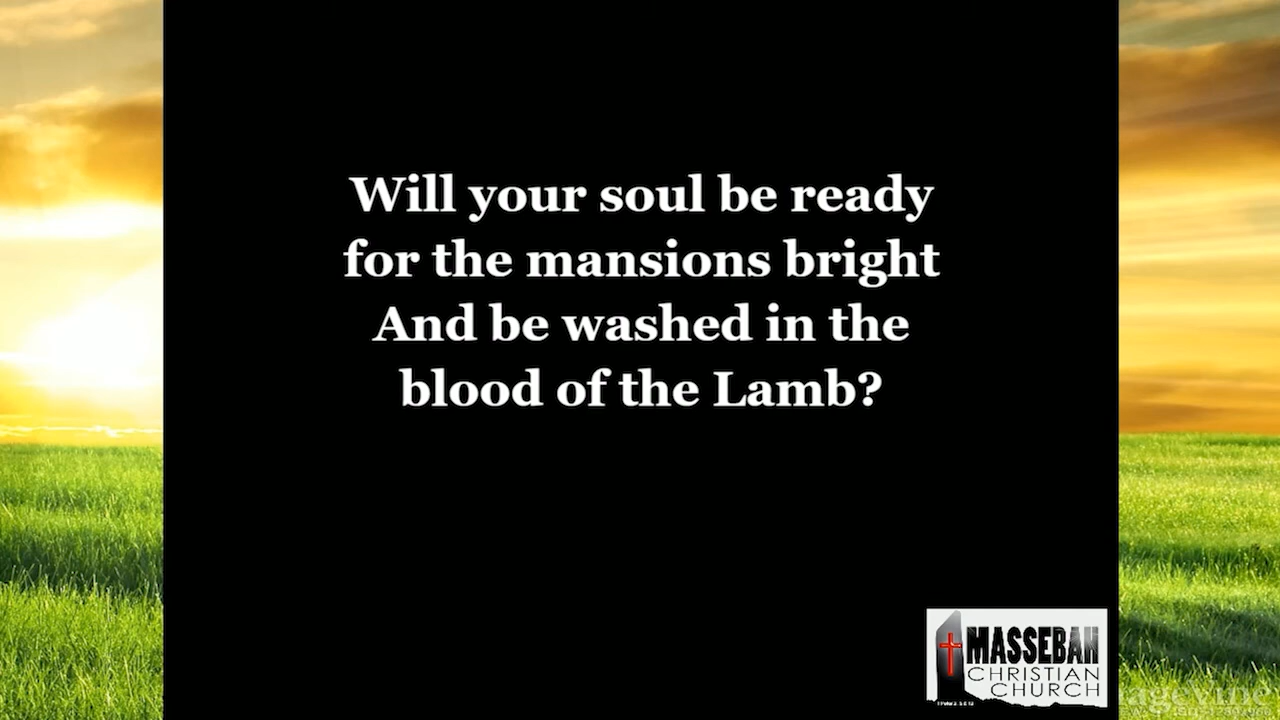 Will your soul be ready
for the mansions bright
And be washed in the
blood of the Lamb?
MASSEBAH
CHRISTIAN
CHURCH